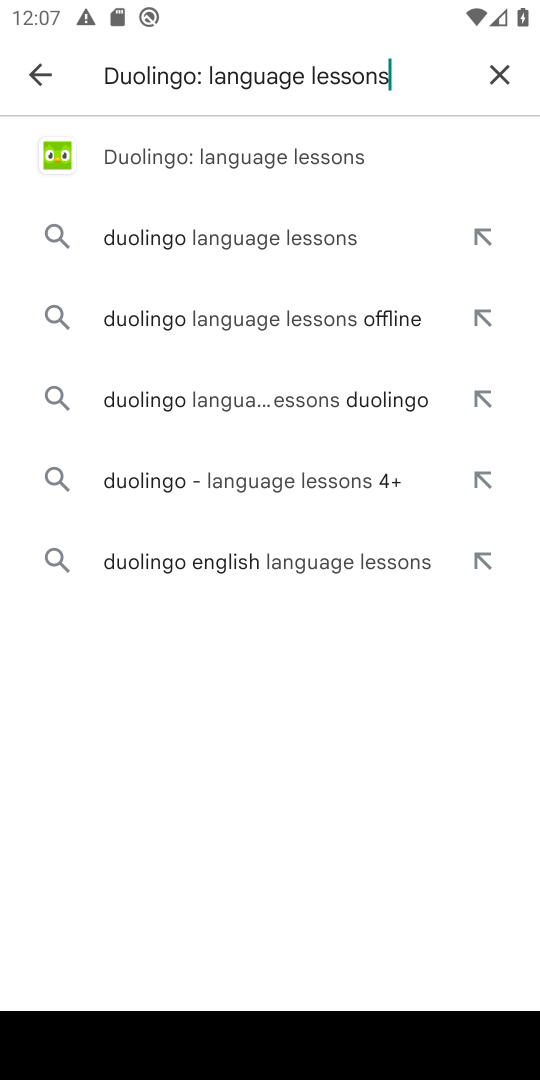 12:07
Duolingo: language lessons
Duolingo: language lessons
duolingo language lessons
duolingo language lessons offline
duolingo langua...essons duolingo
duolingo - language lessons 4+
duolingo english language lessons